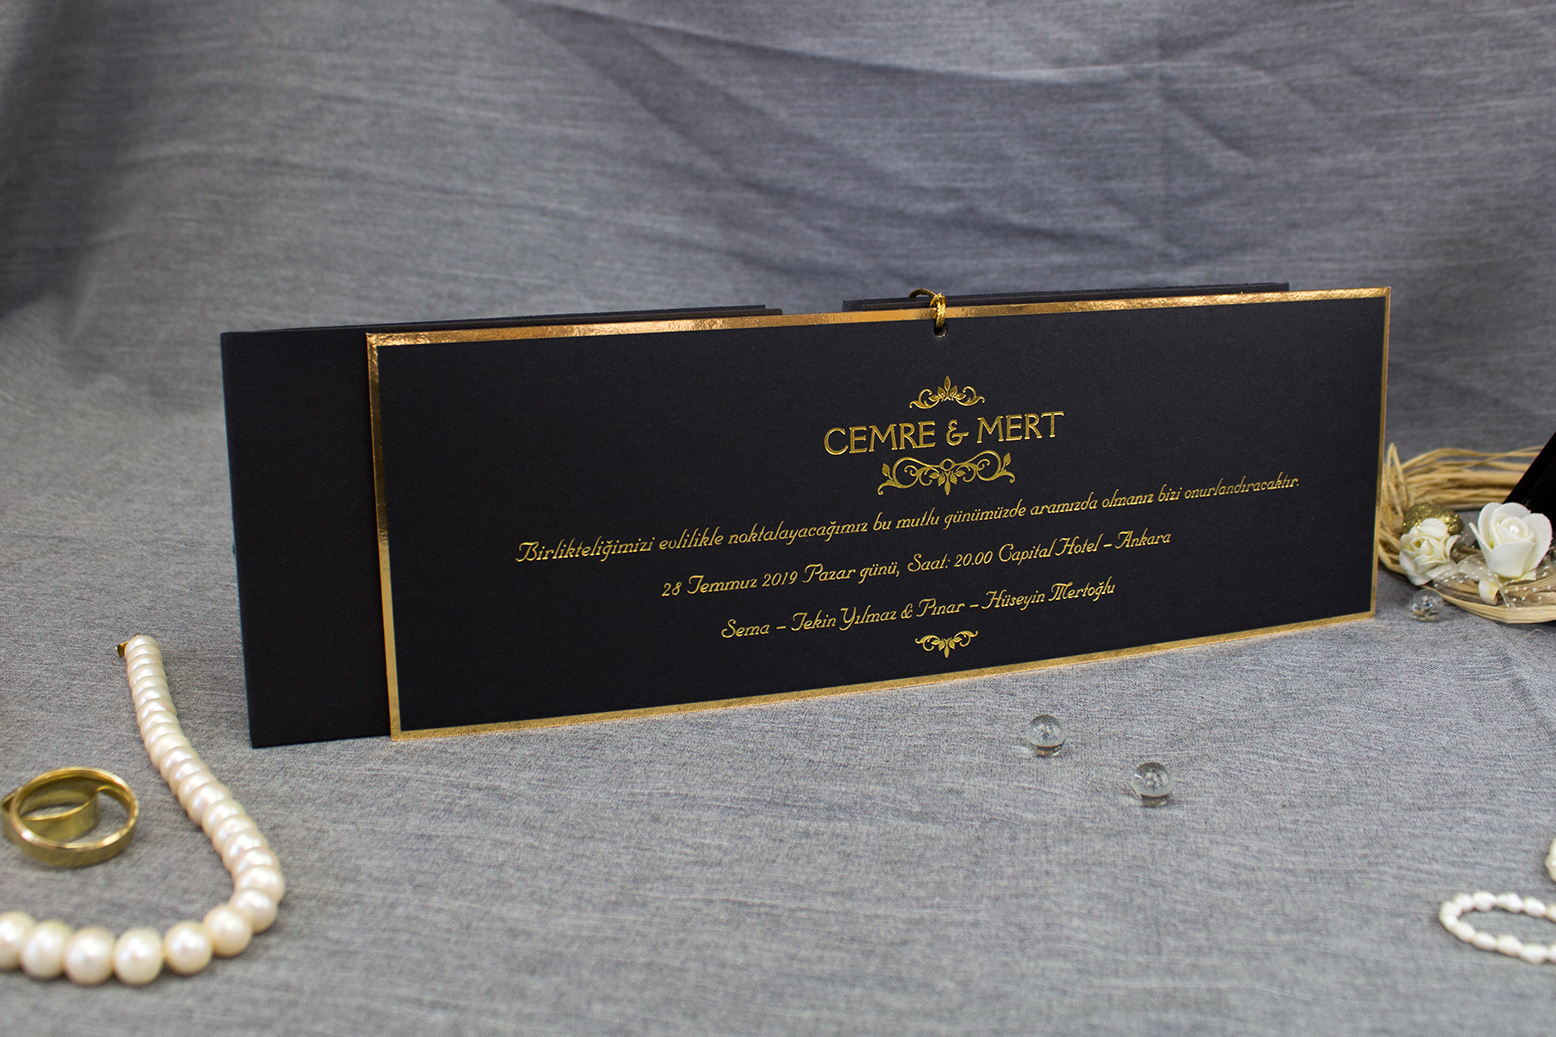 CEMRE & MERT
Birlikteliğimizi evlilikle noktalayacağımız bu mutlu günümüzde aramızda olmanız bizi onurlandıracaktır.
28 Temmuz 2019 Pazar günü, Saat: 20.00 Capital Hotel – Ankara
Sema – Tekin Yılmaz & Pınar – Hüseyin Mertoğlu